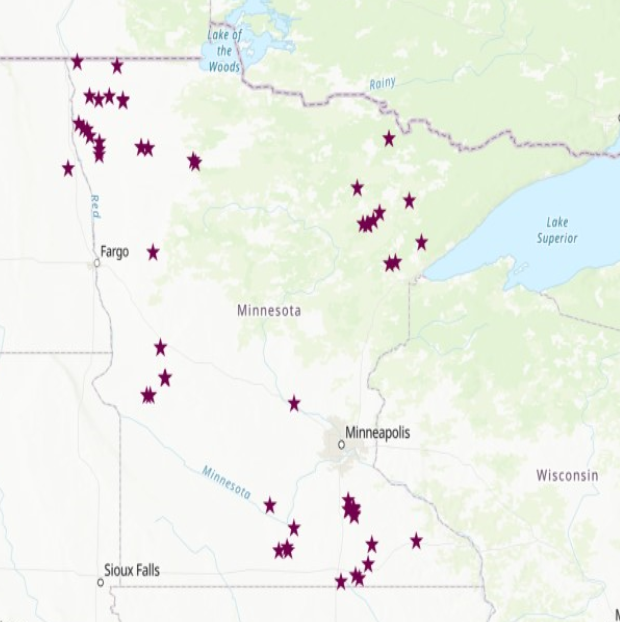 Lake of
the
Woods
Rainy
Red
Lake
Superior
Fargo
Minnesota
Minneapolis
Minnesota
Wisconsin
Sioux Falls